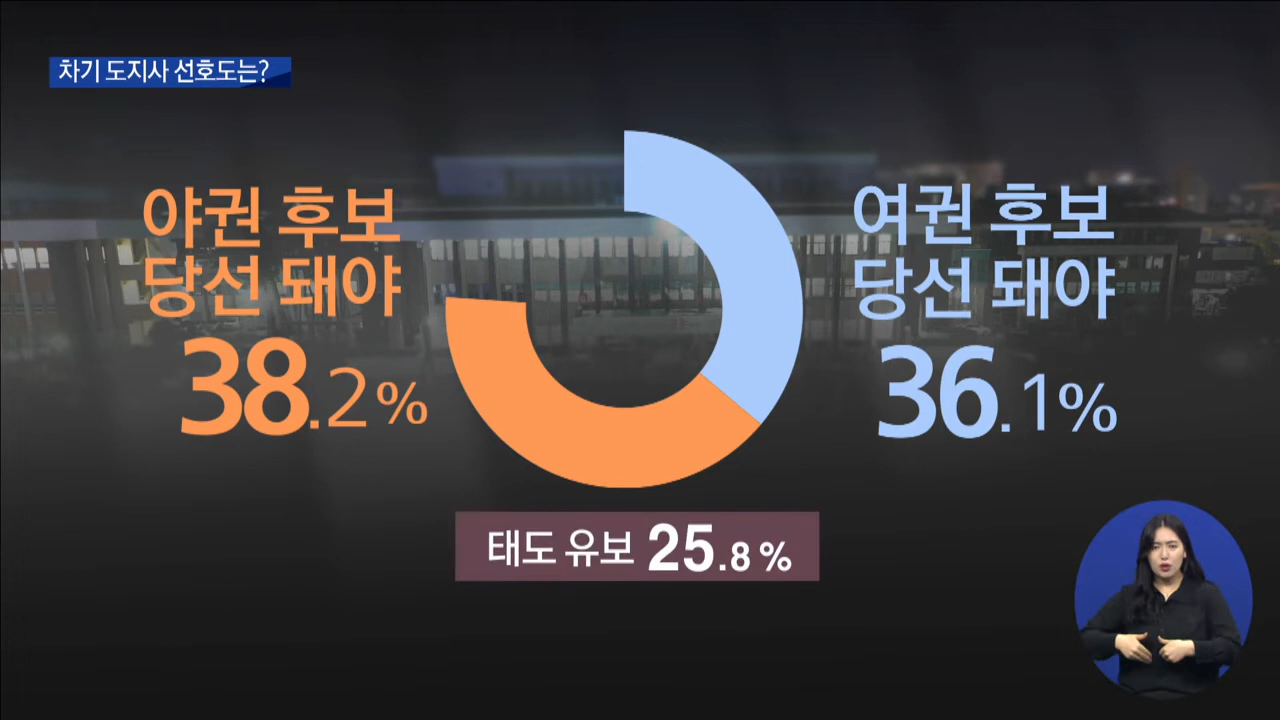 차기 도지사 선호도는?
야권 후보
당선 돼야
38.2%
여권 후보
당선 돼야
36.1%
태도 유보 25.8%